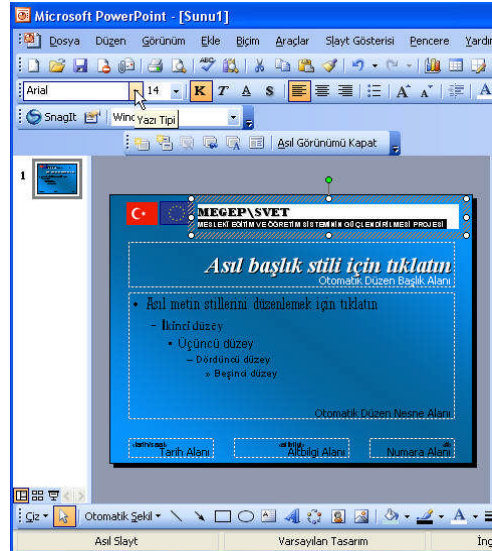 Microsoft PowerPoint - [Sunu1]
Dosya Düzen Görünüm Ekle Biçim Araçlar Slayt Gösterisi Pencere Yardı
Arial 14 K T A S A A A
SnagIt Winc
Yazı Tipi
Asıl Görünümü Kapat
1
MEGEP\SVET
MESLEKİ EĞİTİM VE ÖĞRETİM SİSTEMİNİN GÜÇLENDİRİLMESİ PROJESİ
Asıl başlık stili için tıklatın
Otomatik Düzen Başlık Alanı
• Asıl metin stillerini düzenlemek için tıklatın
– İkinci düzey
• Üçüncü düzey
– Dördüncü düzey
» Beşinci düzey
Otomatik Düzen Nesne Alanı
Tarih Alanı Altbilgi Alanı Numara Alanı
Çiz Otomatik Şekil A A
Asıl Slayt Varsayılan Tasarım İng